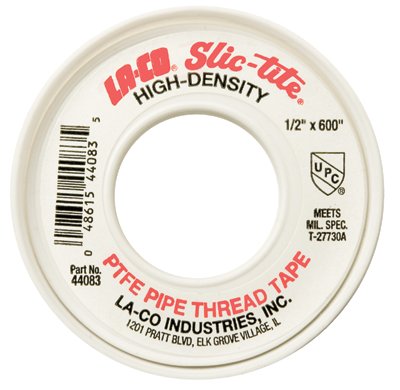 LA-CO® Slic-tite®
HIGH-DENSITY
1/2" x 600"
UPC®
MEETS
MIL. SPEC.
T-27730A
0 48615 44083 5
Part No.
44083
PTFE PIPE THREAD TAPE
LA-CO INDUSTRIES, INC.
1201 PRATT BLVD, ELK GROVE VILLAGE, IL